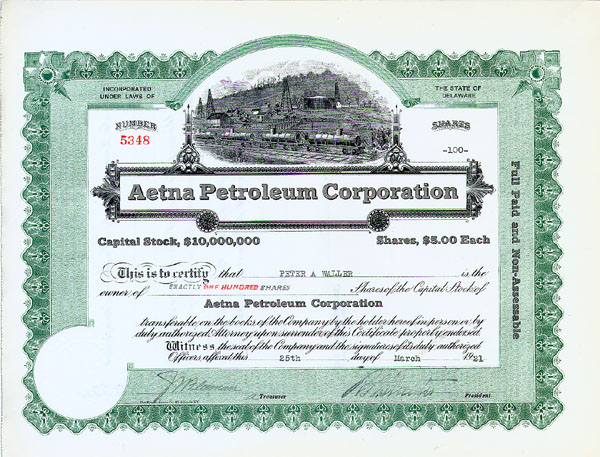 INCORPORATED
UNDER LAWS OF
THE STATE OF
DELAWARE
NUMBER
5348
SHARES
-100-
Aetna Petroleum Corporation
Capital Stock, $10,000,000
Shares, $5.00 Each
This is to certify that PETER A WALLER is the
owner of EXACTLY ONE HUNDRED SHARES Shares of the Capital Stock of
Aetna Petroleum Corporation
transferable on the books of the Company by the holder hereof in person or by
duly authorized Attorney upon surrender of this Certificate properly endorsed.
Witness, the seal of the Company and the signatures of its duly authorized
Officers affixed this 25th day of March 1921
Treasurer
President
Full Paid and Non-Assessable